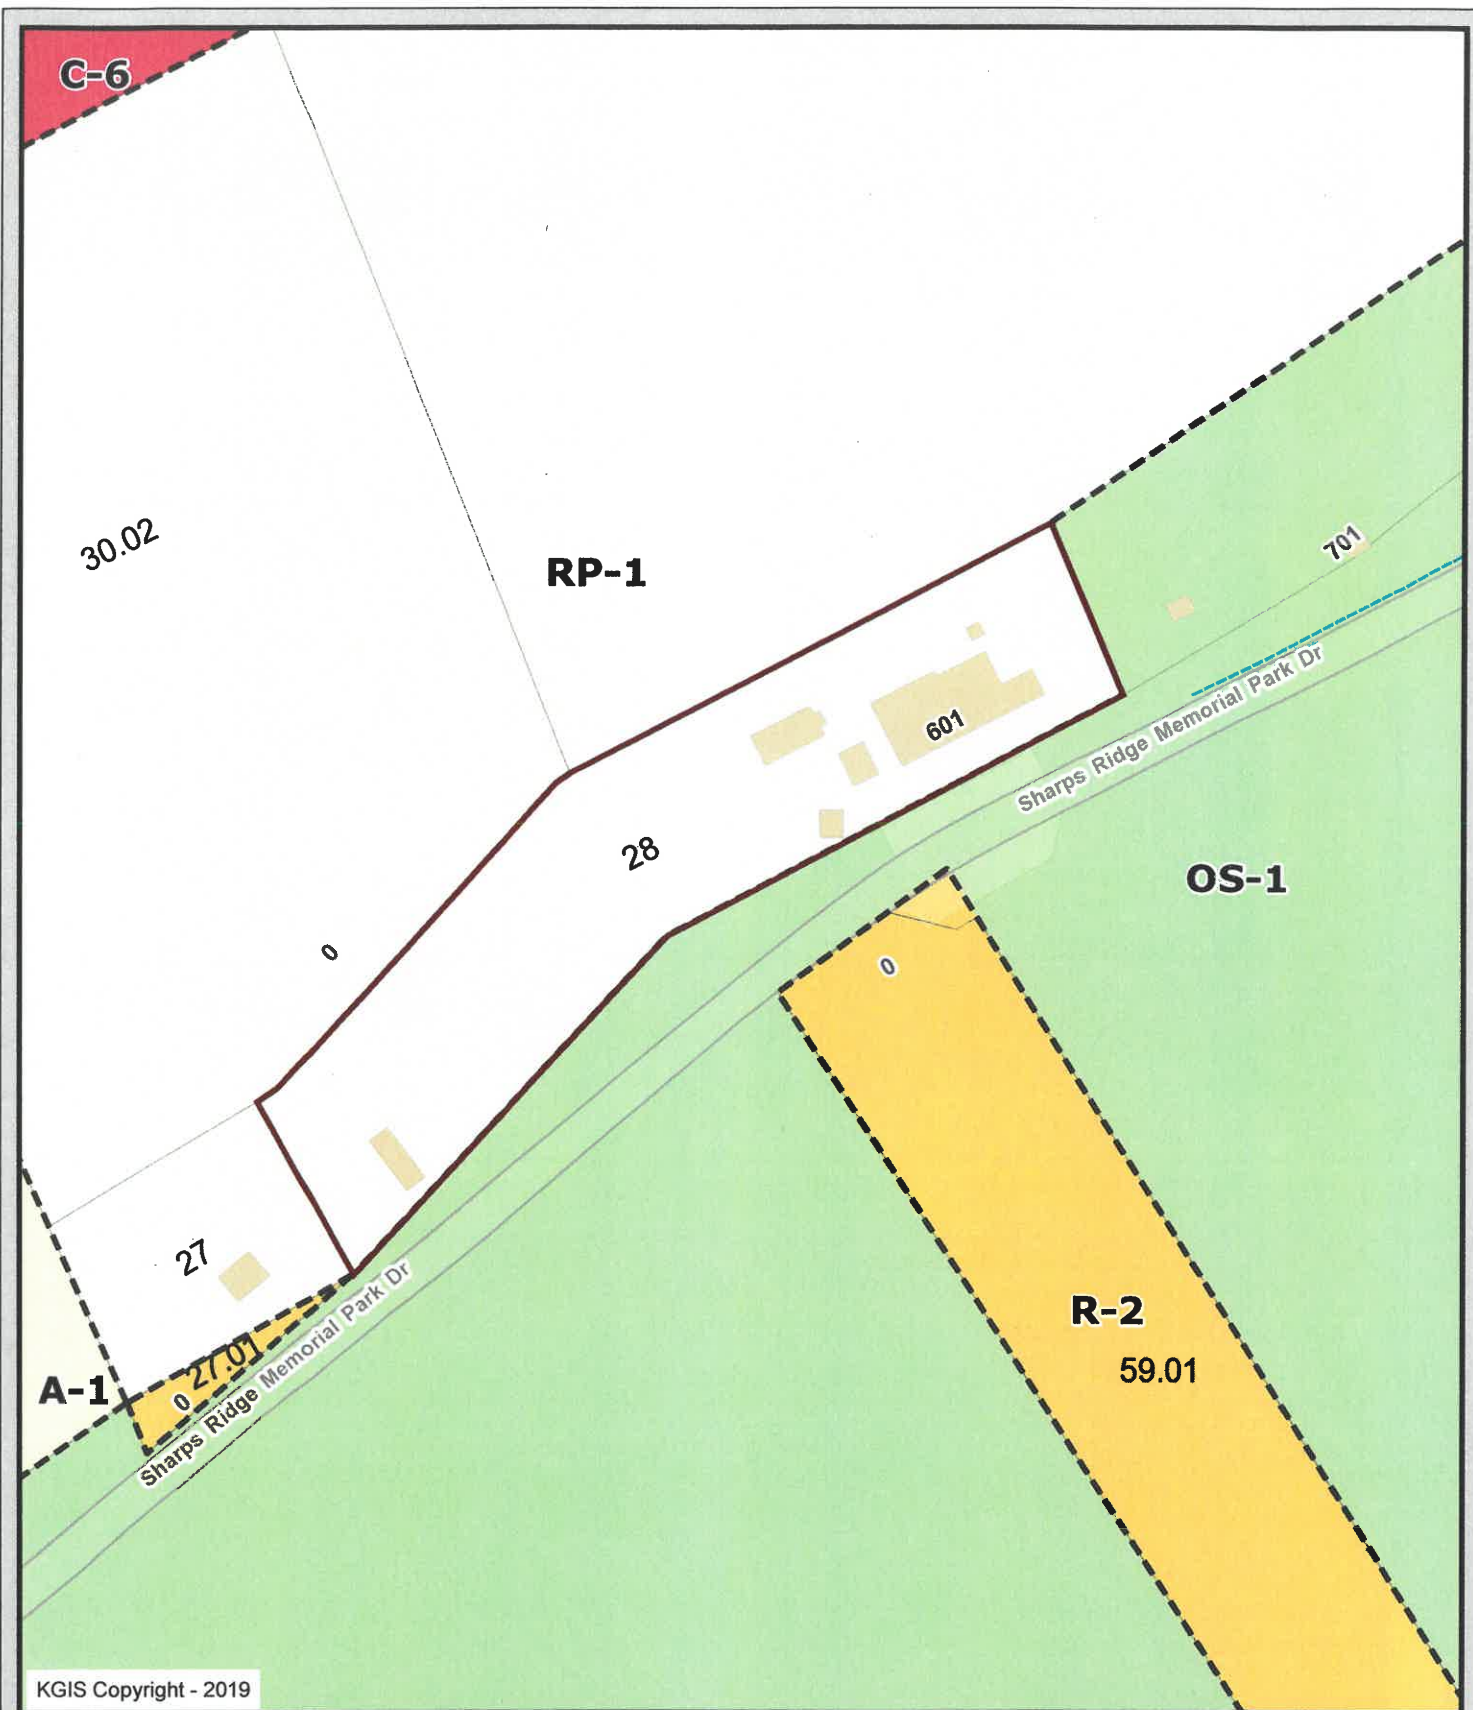 C-6
30.02
RP-1
701
Sharps Ridge Memorial Park Dr
601
28
OS-1
0
0
27
R-2
59.01
27.01
0
A-1
Sharps Ridge Memorial Park Dr
KGIS Copyright - 2019